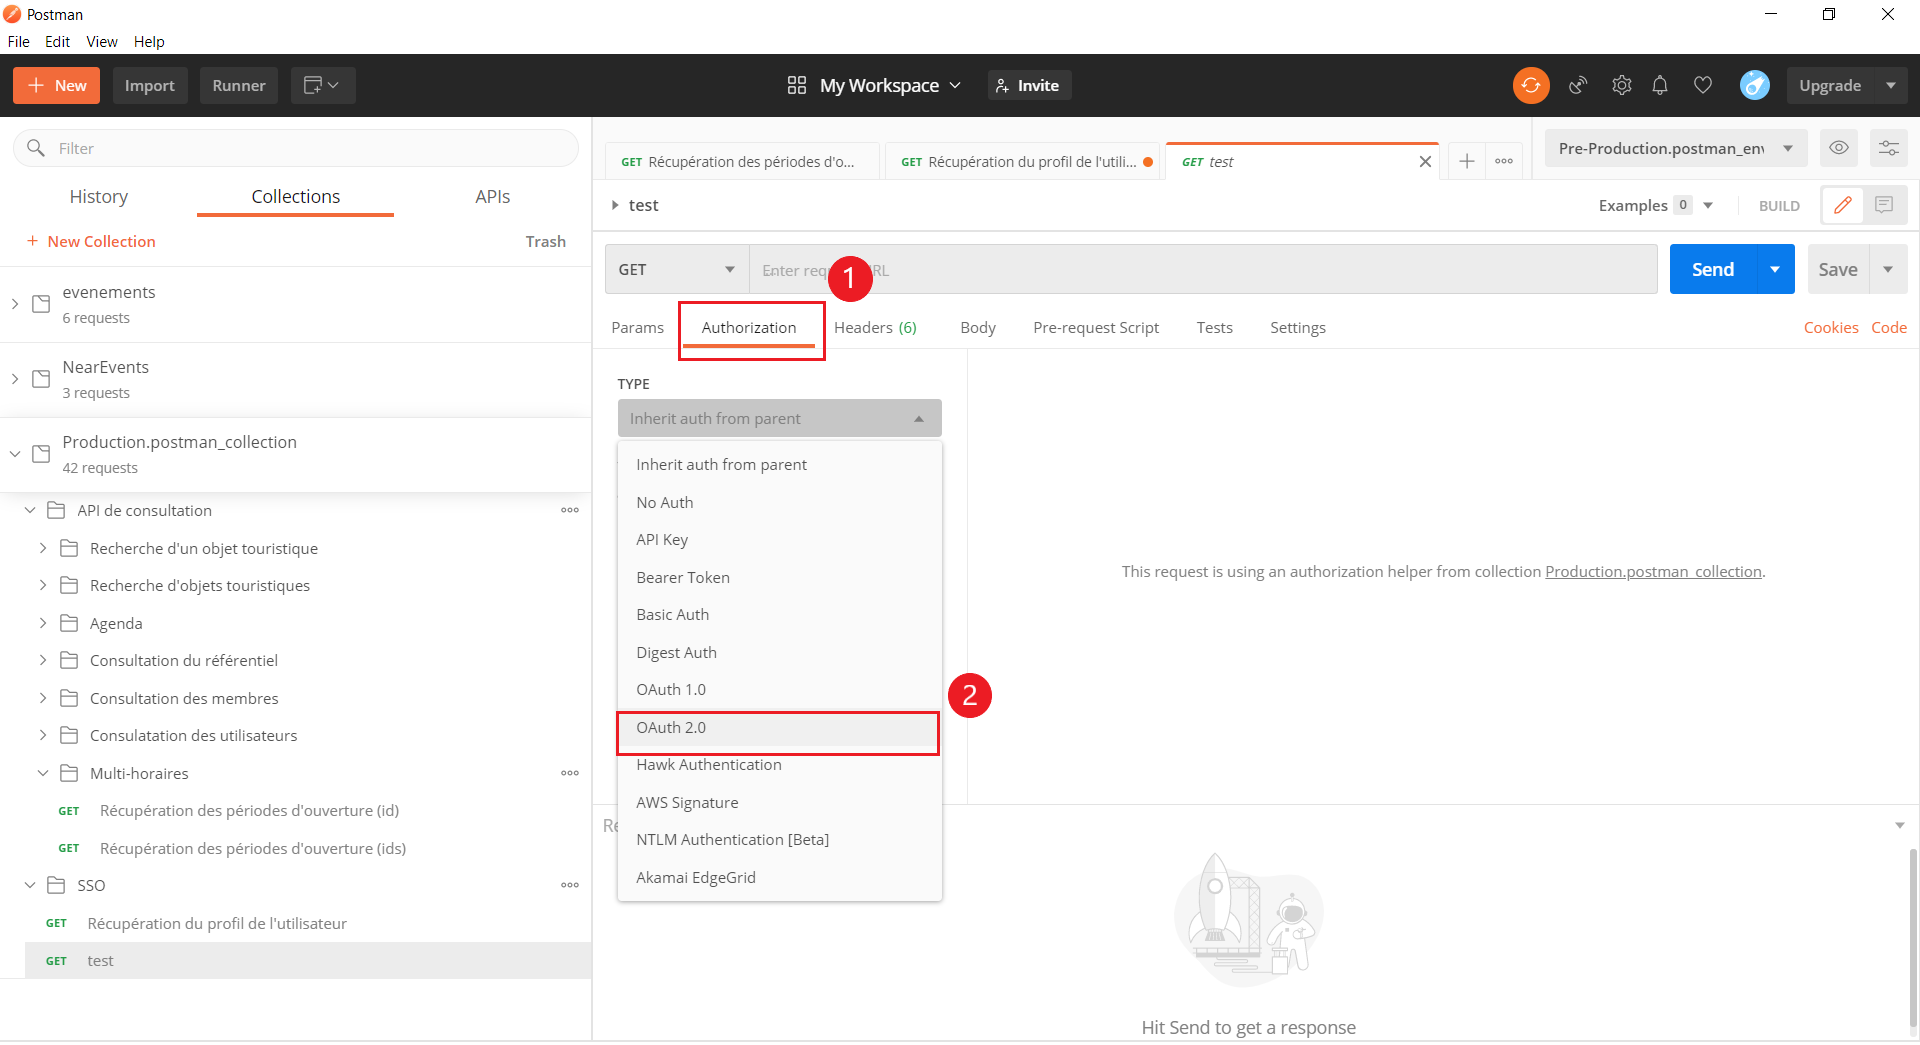 Postman
File Edit View Help
New Import Runner My Workspace Invite Upgrade
Filter
History Collections APIs
New Collection Trash
evenements
6 requests
NearEvents
3 requests
Production.postman_collection
42 requests
API de consultation
Recherche d'un objet touristique
Recherche d'objets touristiques
Agenda
Consultation du référentiel
Consultation des membres
Consulatation des utilisateurs
Multi-horaires
GET Récupération des périodes d'ouverture (id)
GET Récupération des périodes d'ouverture (ids)
SSO
GET Récupération du profil de l'utilisateur
GET test
GET Récupération des périodes d'o... GET Récupération du profil de l'utili... GET test
Pre-Production.postman_en
test Examples 0 BUILD
GET Enter req RL Send Save
1
Params Authorization Headers (6) Body Pre-request Script Tests Settings Cookies Code
TYPE
Inherit auth from parent
Inherit auth from parent
No Auth
API Key
Bearer Token
Basic Auth
Digest Auth
OAuth 1.0
2
OAuth 2.0
Hawk Authentication
AWS Signature
NTLM Authentication [Beta]
Akamai EdgeGrid
This request is using an authorization helper from collection Production.postman_collection.
Hit Send to get a response